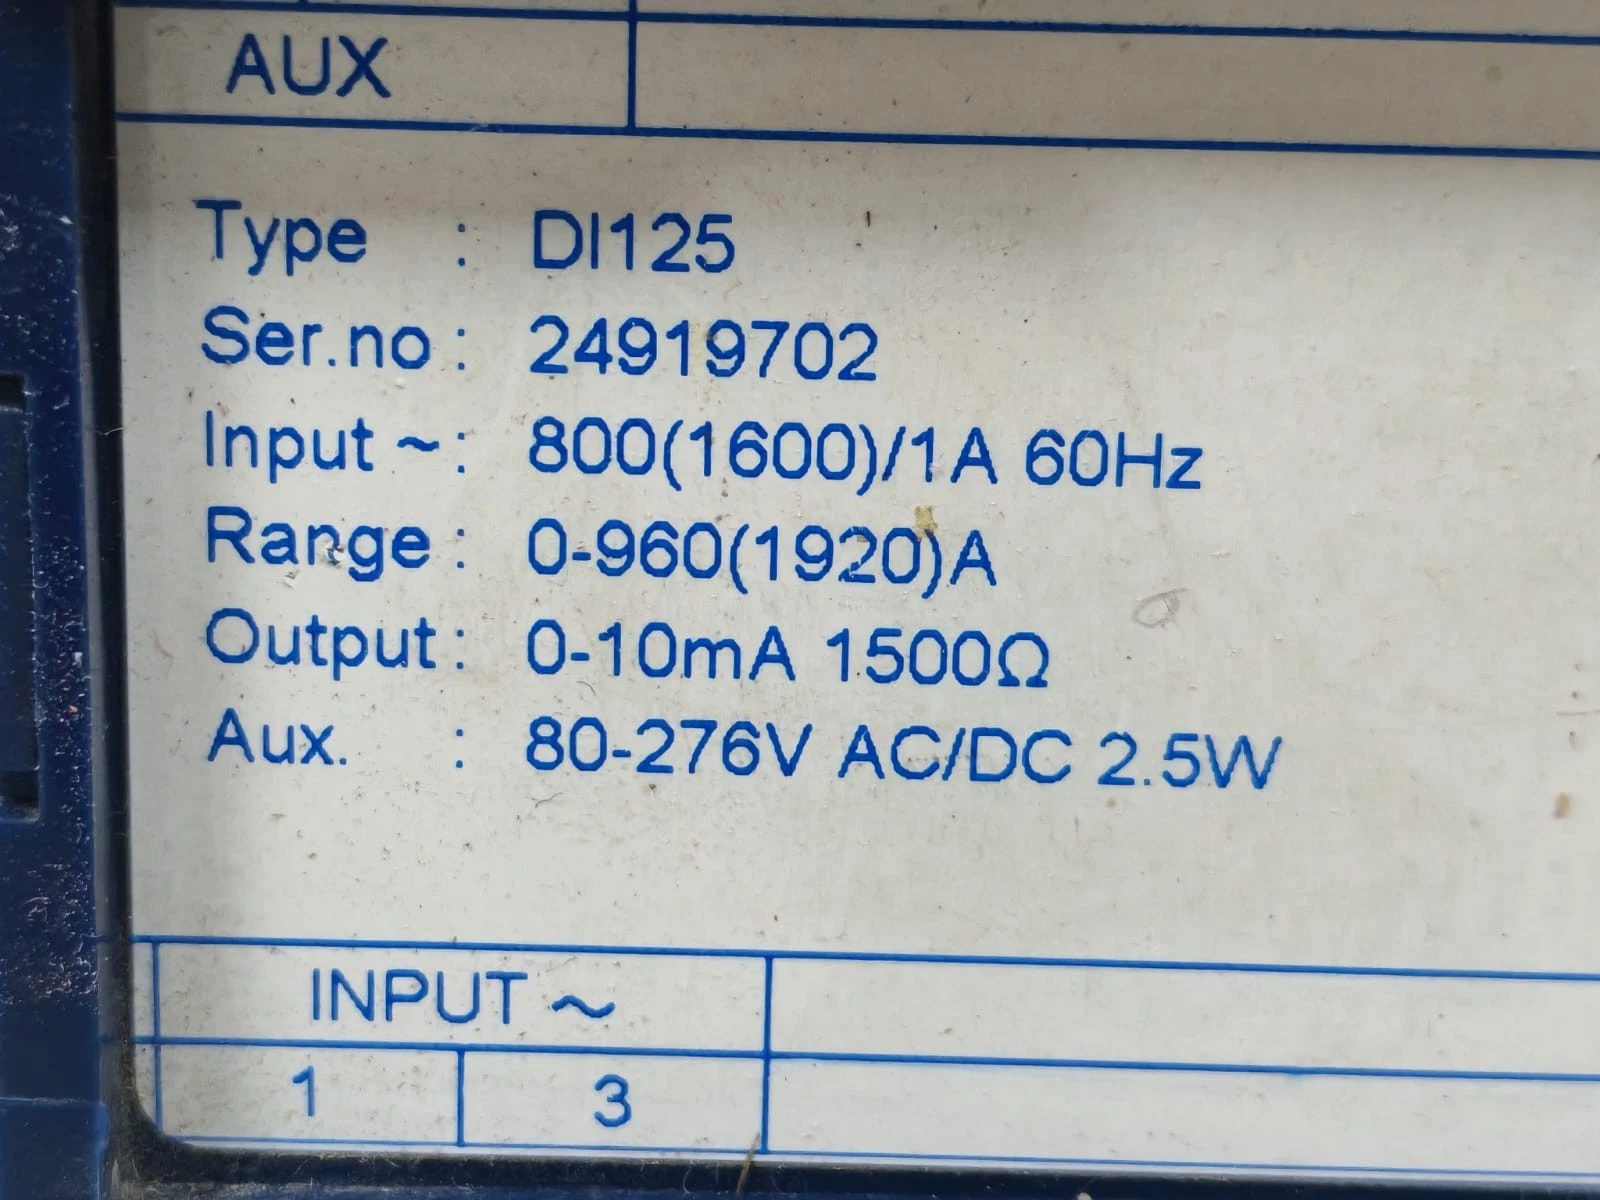 AUX
Type : DI125
Ser.no : 24919702
Input ~ : 800(1600)/1A 60Hz
Range : 0-960(1920)A
Output : 0-10mA 1500Ω
Aux. : 80-276V AC/DC 2.5W
INPUT ~
1 3